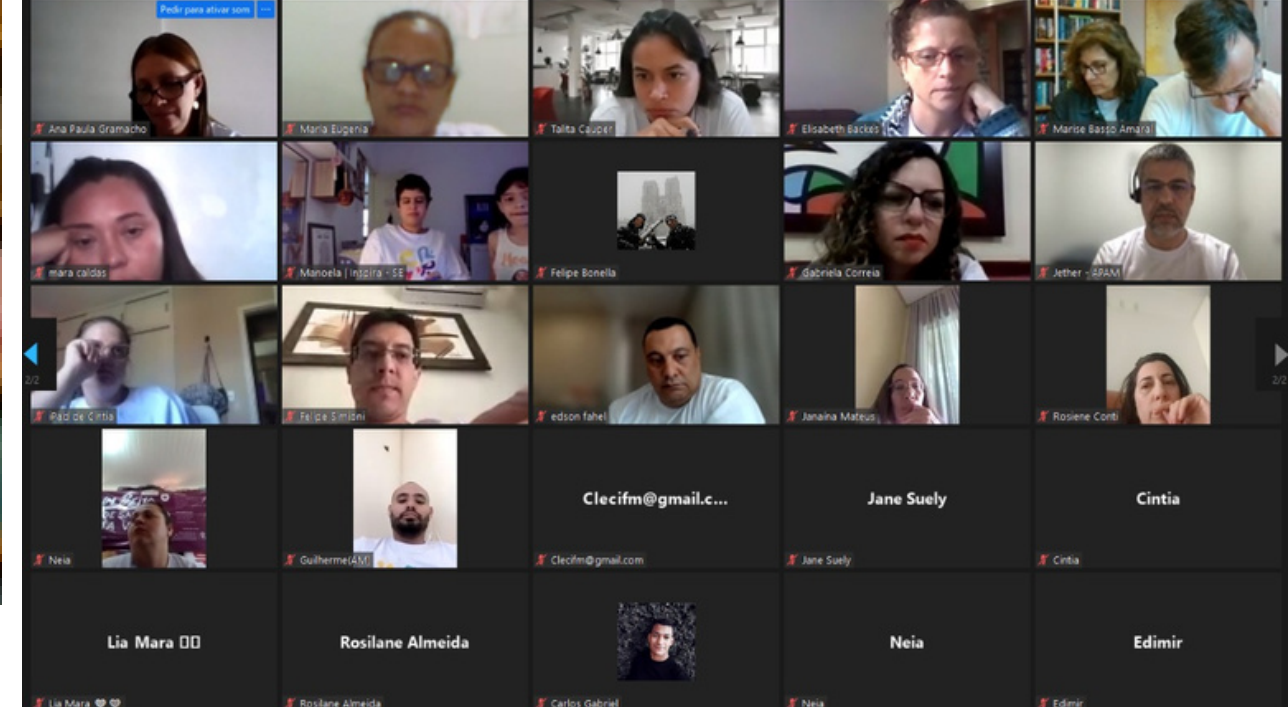 Pedir para ativar som ...
Ana Paula Gramacho
Maria Eugenia
Talita Cauper
Elisabeth Backes
Marise Basso Amaral
mara caldas
Manoela | Inspira - SE
Felipe Bonella
Gabriela Correia
Jether - APAM
2/2
Pais de Cintia
Felipe Simioni
edson fahel
Janaina Mateus
Rosiene Conti
2/2
Neia
Guilherme(AM)
Clecifm@gmail.c...
Clecifm@gmail.com
Jane Suely
Jane Suely
Cintia
Cintia
Lia Mara
Lia Mara
Rosilane Almeida
Rosilane Almeida
Carlos Gabriel
Neia
Neia
Edimir
Edimir